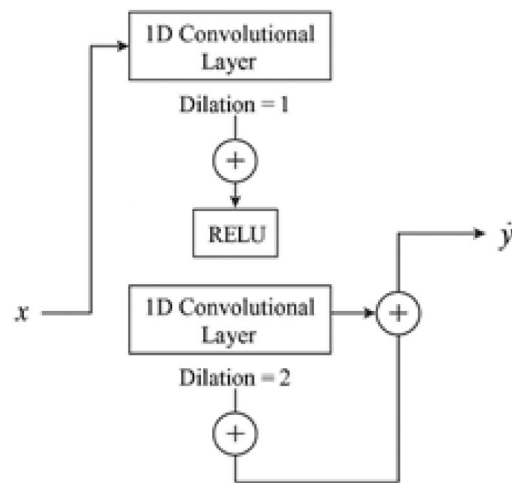 1D Convolutional
Layer
Dilation = 1
+
RELU
x
1D Convolutional
Layer
+
ẏ
Dilation = 2
+